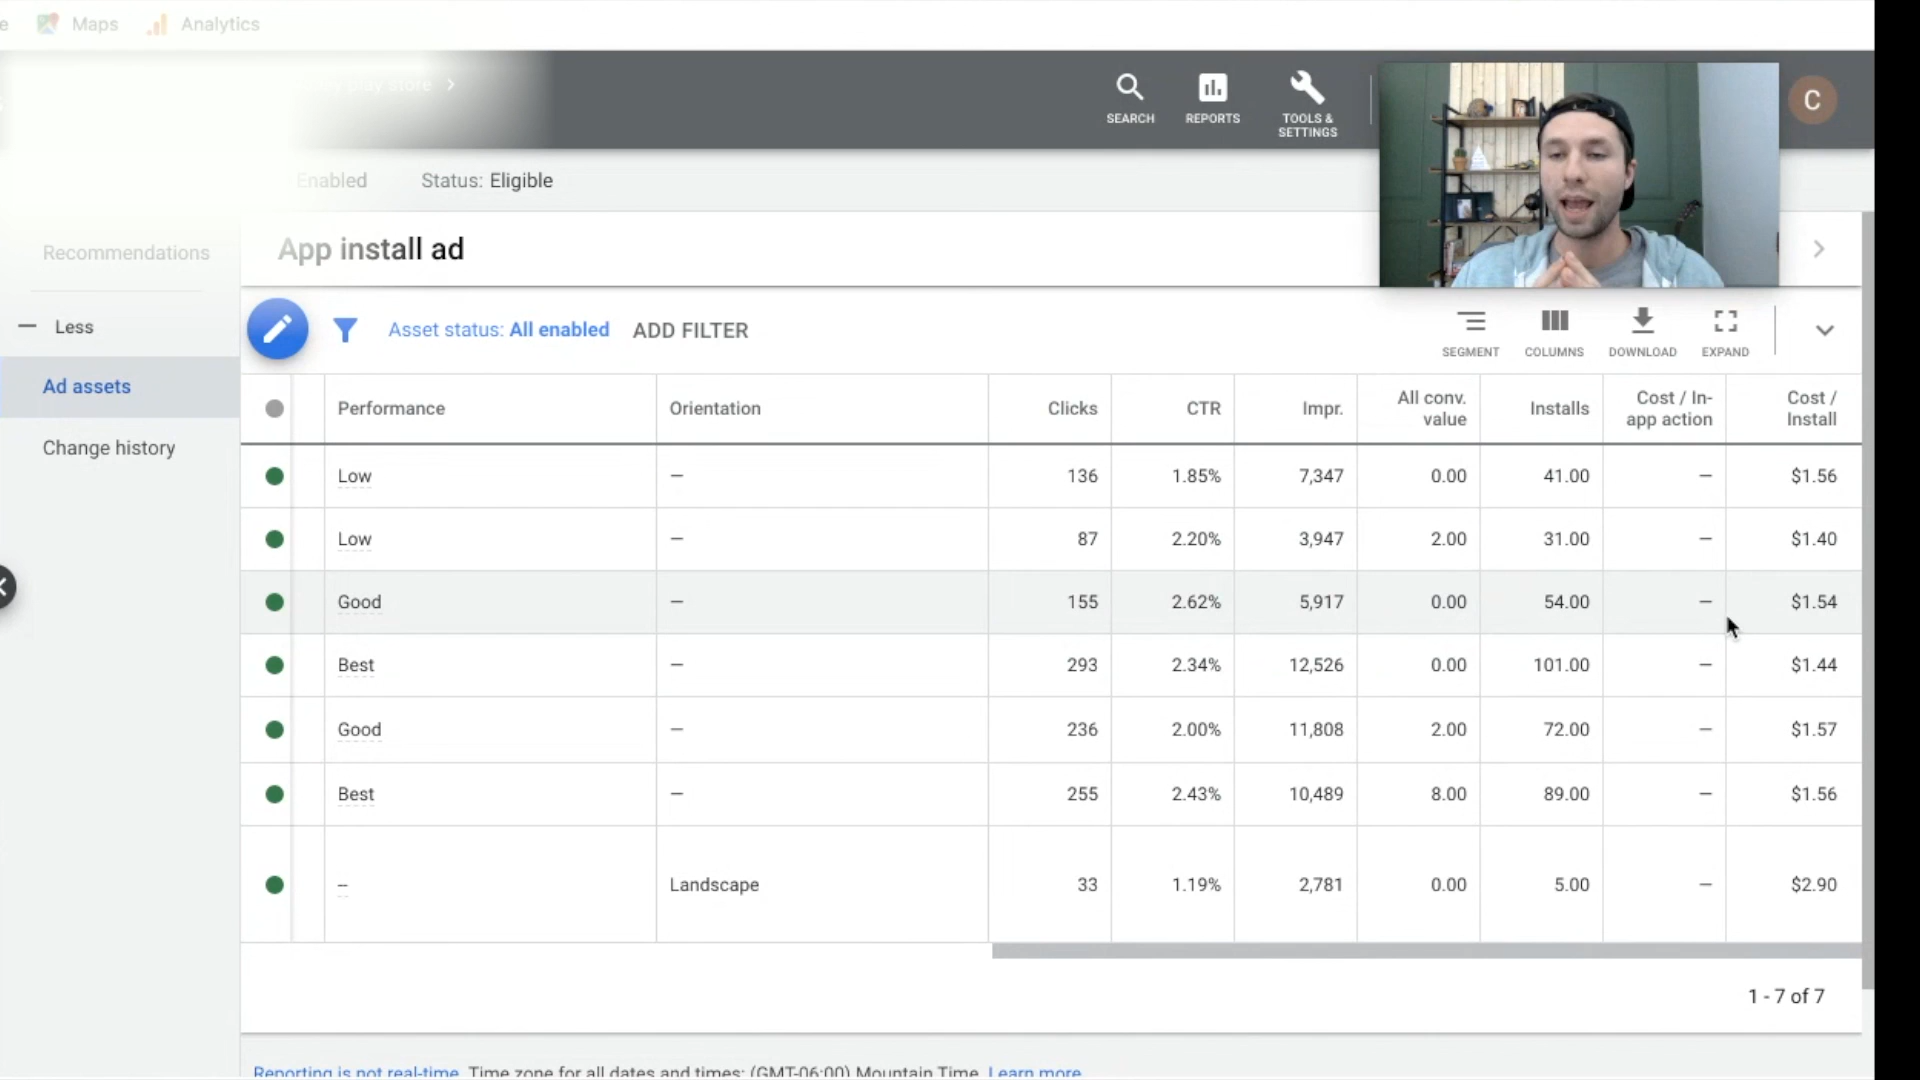 e Maps Analytics
play store
SEARCH REPORTS TOOLS & SETTINGS C
Enabled Status: Eligible
Recommendations
App install ad
Less
Asset status: All enabled ADD FILTER
SEGMENT COLUMNS DOWNLOAD EXPAND
Ad assets
Change history
Performance Orientation Clicks CTR Impr. All conv. value Installs Cost / In-app action Cost / Install
Low — 136 1.85% 7,347 0.00 41.00 — $1.56
Low — 87 2.20% 3,947 2.00 31.00 — $1.40
Good — 155 2.62% 5,917 0.00 54.00 — $1.54
Best — 293 2.34% 12,526 0.00 101.00 — $1.44
Good — 236 2.00% 11,808 2.00 72.00 — $1.57
Best — 255 2.43% 10,489 8.00 89.00 — $1.56
-- Landscape 33 1.19% 2,781 0.00 5.00 — $2.90
1 - 7 of 7
Reporting is not real-time. Time zone for all dates and times: (GMT-06:00) Mountain Time. Learn more